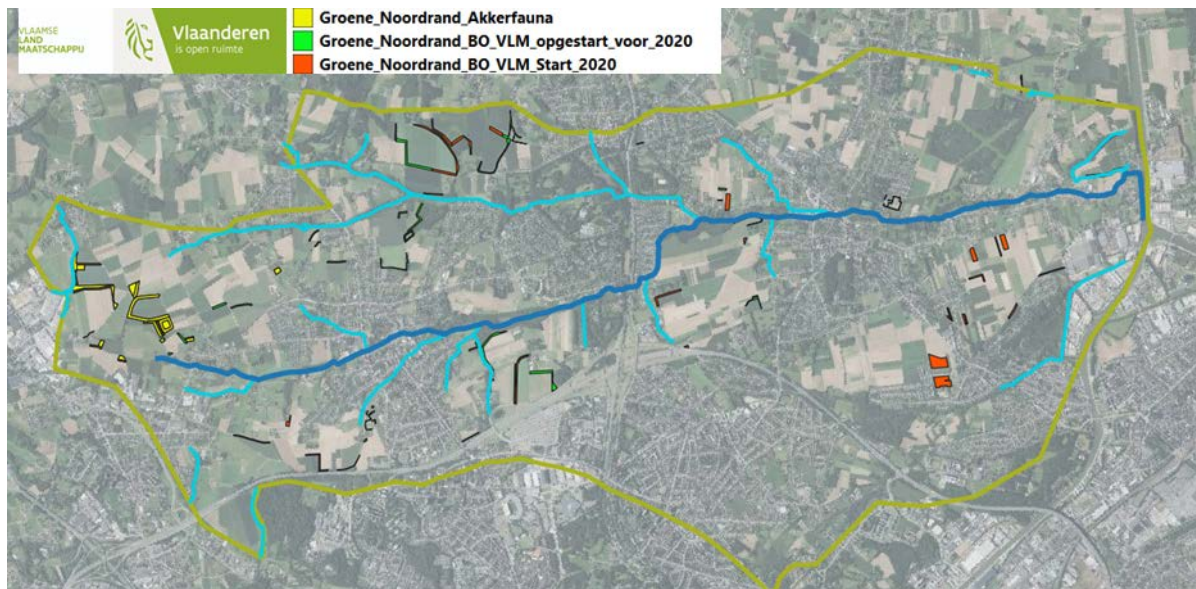 VLAAMSE
LAND
MAATSCHAPPIJ
Vlaanderen
is open ruimte
Groene_Noordrand_Akkerfauna
Groene_Noordrand_BO_VLM_opgestart_voor_2020
Groene_Noordrand_BO_VLM_Start_2020